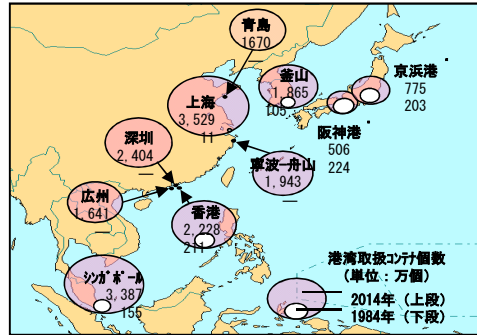 青島
1670
—
釜山
1,865
105
京浜港
775
203
上海
3,529
11
阪神港
506
224
深圳
2,404
—
寧波-舟山
1,943
—
広州
1,641
—
香港
2,228
211
シンガポール
3,387
155
港湾取扱コンテナ個数
(単位：万個)
2014年（上段）
1984年（下段）